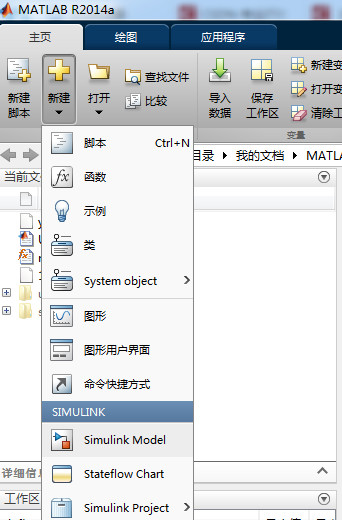 MATLAB R2014a
主页 绘图 应用程序
新建脚本
新建
打开
查找文件
比较
导入数据
保存工作区
新建变
打开变
清除工
变量
目录 我的文档 MATL
当前文
脚本 Ctrl+N
函数
示例
类
System object
图形
图形用户界面
命令快捷方式
SIMULINK
Simulink Model
Stateflow Chart
Simulink Project
详细信息
工作区